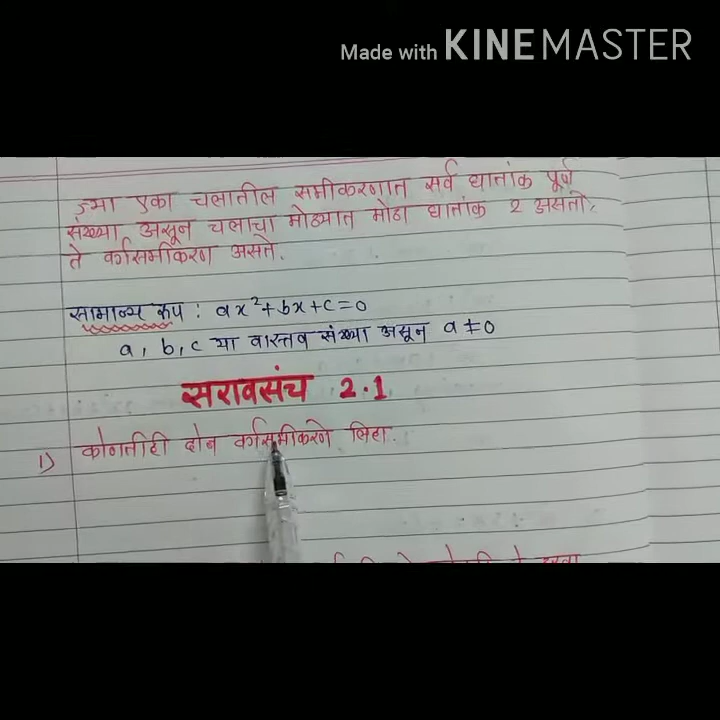 Made with KINEMASTER
ज्या एका चलातील समीकरणात सर्व घातांक पूर्ण
संख्या असून चलाचा मोठ्यात मोठा घातांक 2 असतो,
ते वर्गसमीकरण असते.
सामान्य रूप : ax²+bx+c=0
a, b, c या वास्तव संख्या असून a≠0
सरावसंच 2.1
1) कोणतीही दोन वर्गसमीकरणे लिहा.